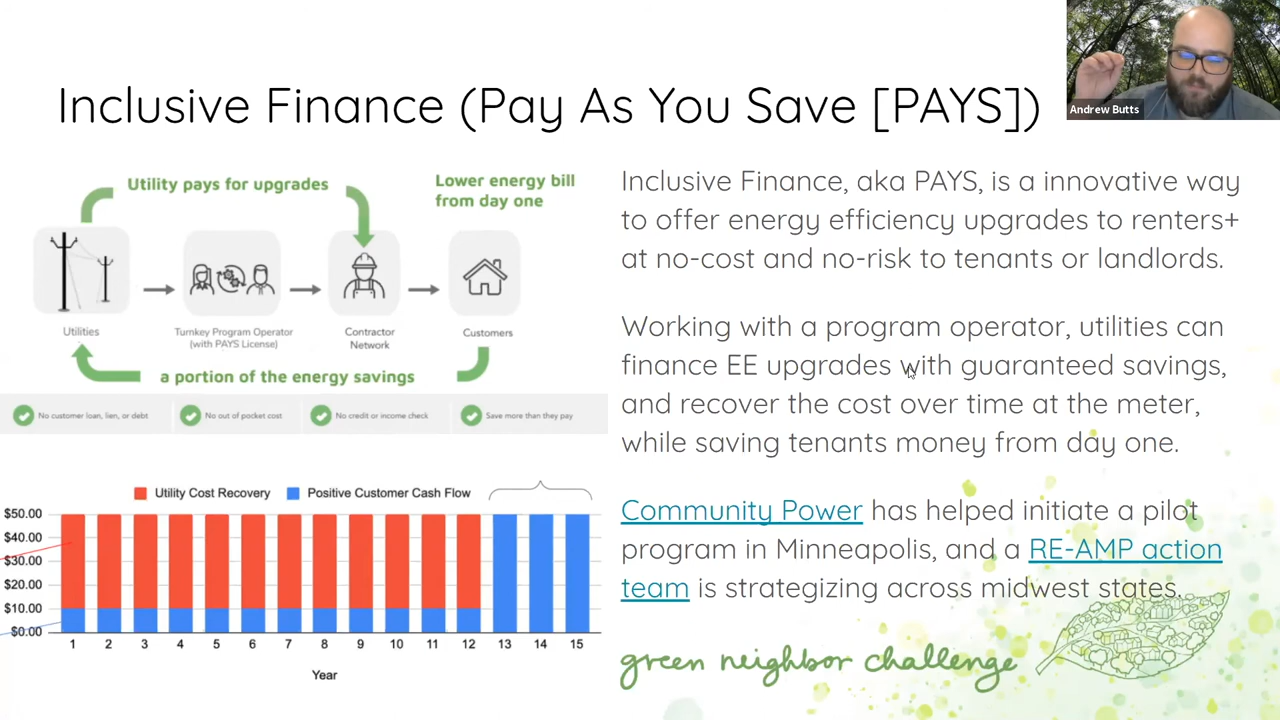 Andrew Butts
Inclusive Finance (Pay As You Save [PAYS])
Utility pays for upgrades
Lower energy bill
from day one
Utilities
Turnkey Program Operator
(with PAYS License)
Contractor
Network
Customers
a portion of the energy savings
No customer loan, lien, or debt
No out of pocket cost
No credit or income check
Save more than they pay
Utility Cost Recovery
Positive Customer Cash Flow
$50.00
$40.00
$30.00
$20.00
$10.00
$0.00
1 2 3 4 5 6 7 8 9 10 11 12 13 14 15
Year
Inclusive Finance, aka PAYS, is a innovative way
to offer energy efficiency upgrades to renters+
at no-cost and no-risk to tenants or landlords.
Working with a program operator, utilities can
finance EE upgrades with guaranteed savings,
and recover the cost over time at the meter,
while saving tenants money from day one.
Community Power has helped initiate a pilot
program in Minneapolis, and a RE-AMP action
team is strategizing across midwest states.
green neighbor challenge